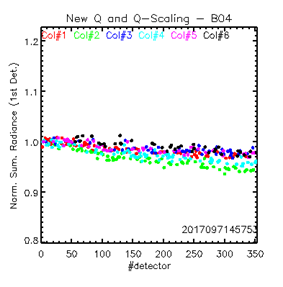 New Q and Q-Scaling - B04
Col#1 Col#2 Col#3 Col#4 Col#5 Col#6
Norm. Sum. Radiance (1st Det.)
1.2
1.1
1.0
0.9
0.8
2017097145753
0 50 100 150 200 250 300 350
#detector